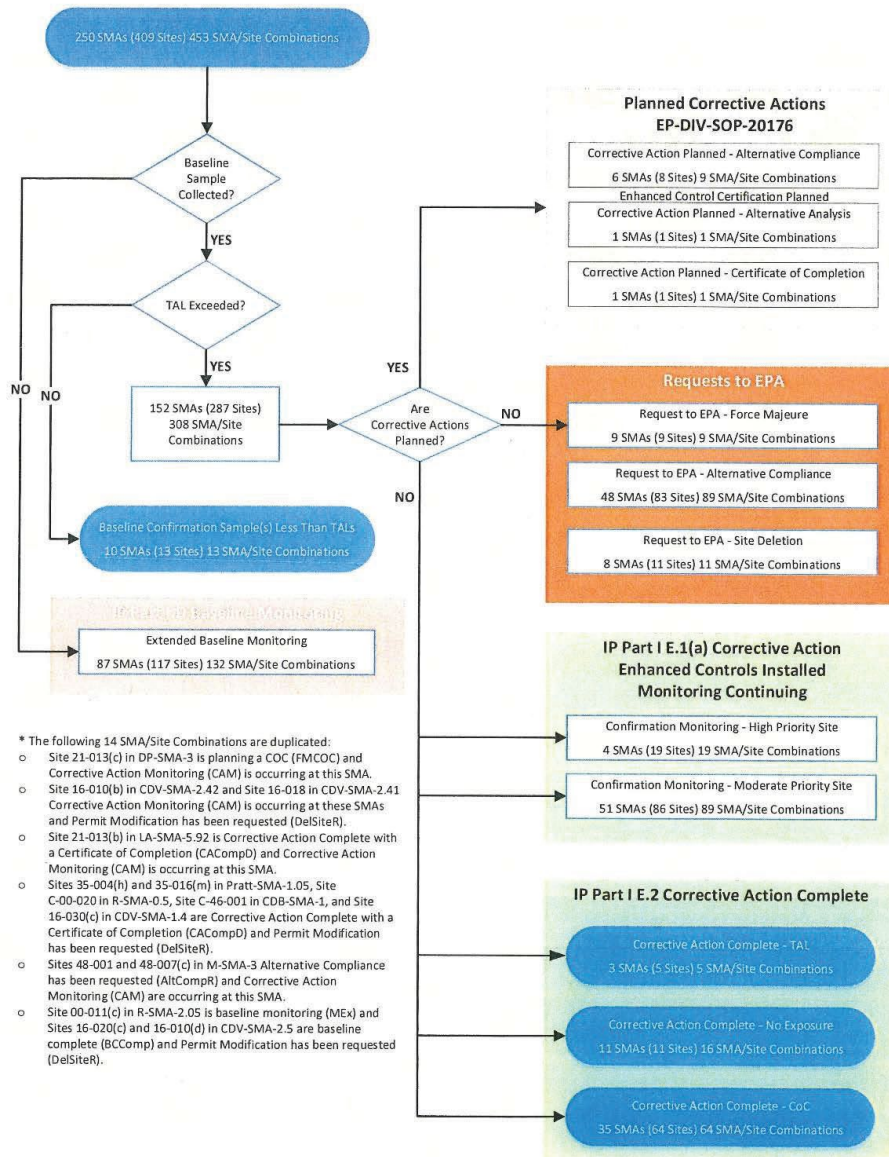 250 SMAs (409 Sites) 453 SMA/Site Combinations
Baseline
Sample
Collected?
YES
TAL Exceeded?
YES
NO
NO
152 SMAs (287 Sites)
308 SMA/Site
Combinations
Are
Corrective Actions
Planned?
YES
NO
NO
Baseline Confirmation Sample(s) Less Than TALs
10 SMAs (13 Sites) 13 SMA/Site Combinations
Baseline Monitoring
Extended Baseline Monitoring
87 SMAs (117 Sites) 132 SMA/Site Combinations
Planned Corrective Actions
EP-DIV-SOP-20176
Corrective Action Planned - Alternative Compliance
6 SMAs (8 Sites) 9 SMA/Site Combinations
Enhanced Control Certification Planned
Corrective Action Planned - Alternative Analysis
1 SMAs (1 Sites) 1 SMA/Site Combinations
Corrective Action Planned - Certificate of Completion
1 SMAs (1 Sites) 1 SMA/Site Combinations
Requests to EPA
Request to EPA - Force Majeure
9 SMAs (9 Sites) 9 SMA/Site Combinations
Request to EPA - Alternative Compliance
48 SMAs (83 Sites) 89 SMA/Site Combinations
Request to EPA - Site Deletion
8 SMAs (11 Sites) 11 SMA/Site Combinations
IP Part I E.1(a) Corrective Action
Enhanced Controls Installed
Monitoring Continuing
Confirmation Monitoring - High Priority Site
4 SMAs (19 Sites) 19 SMA/Site Combinations
Confirmation Monitoring - Moderate Priority Site
51 SMAs (86 Sites) 89 SMA/Site Combinations
IP Part I E.2 Corrective Action Complete
Corrective Action Complete - TAL
3 SMAs (5 Sites) 5 SMA/Site Combinations
Corrective Action Complete - No Exposure
11 SMAs (11 Sites) 16 SMA/Site Combinations
Corrective Action Complete - CoC
35 SMAs (64 Sites) 64 SMA/Site Combinations
* The following 14 SMA/Site Combinations are duplicated:
o Site 21-013(c) in DP-SMA-3 is planning a COC (FMCOC) and
Corrective Action Monitoring (CAM) is occurring at this SMA.
o Site 16-010(b) in CDV-SMA-2.42 and Site 16-018 in CDV-SMA-2.41
Corrective Action Monitoring (CAM) is occurring at these SMAs
and Permit Modification has been requested (DelSiteR).
o Site 21-013(b) in LA-SMA-5.92 is Corrective Action Complete with
a Certificate of Completion (CACompD) and Corrective Action
Monitoring (CAM) is occurring at this SMA.
o Sites 35-004(h) and 35-016(m) in Pratt-SMA-1.05, Site
C-00-020 in R-SMA-0.5, Site C-46-001 in CDB-SMA-1, and Site
16-030(c) in CDV-SMA-1.4 are Corrective Action Complete with a
Certificate of Completion (CACompD) and Permit Modification
has been requested (DelSiteR).
o Sites 48-001 and 48-007(c) in M-SMA-3 Alternative Compliance
has been requested (AltCompR) and Corrective Action
Monitoring (CAM) are occurring at this SMA.
o Site 00-011(c) in R-SMA-2.05 is baseline monitoring (MEx) and
Sites 16-020(c) and 16-010(d) in CDV-SMA-2.5 are baseline
complete (BCComp) and Permit Modification has been requested
(DelSiteR).